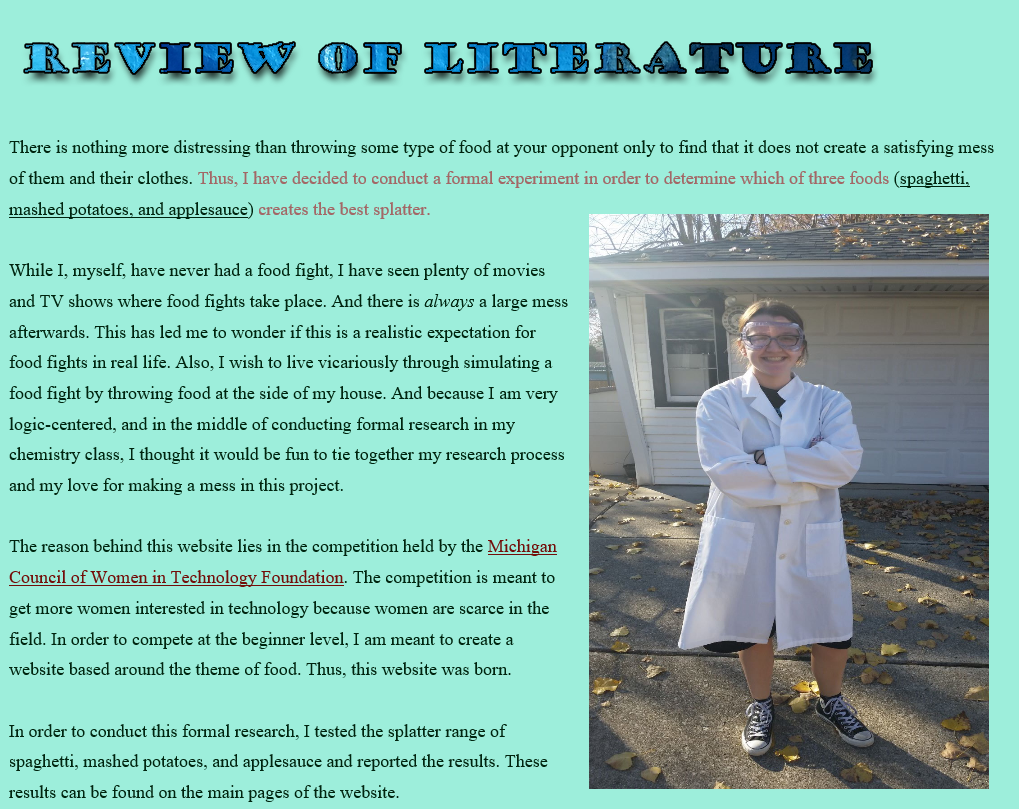 REVIEW OF LITERATURE
There is nothing more distressing than throwing some type of food at your opponent only to find that it does not create a satisfying mess
of them and their clothes. Thus, I have decided to conduct a formal experiment in order to determine which of three foods (spaghetti,
mashed potatoes, and applesauce) creates the best splatter.
While I, myself, have never had a food fight, I have seen plenty of movies
and TV shows where food fights take place. And there is always a large mess
afterwards. This has led me to wonder if this is a realistic expectation for
food fights in real life. Also, I wish to live vicariously through simulating a
food fight by throwing food at the side of my house. And because I am very
logic-centered, and in the middle of conducting formal research in my
chemistry class, I thought it would be fun to tie together my research process
and my love for making a mess in this project.
The reason behind this website lies in the competition held by the Michigan
Council of Women in Technology Foundation. The competition is meant to
get more women interested in technology because women are scarce in the
field. In order to compete at the beginner level, I am meant to create a
website based around the theme of food. Thus, this website was born.
In order to conduct this formal research, I tested the splatter range of
spaghetti, mashed potatoes, and applesauce and reported the results. These
results can be found on the main pages of the website.